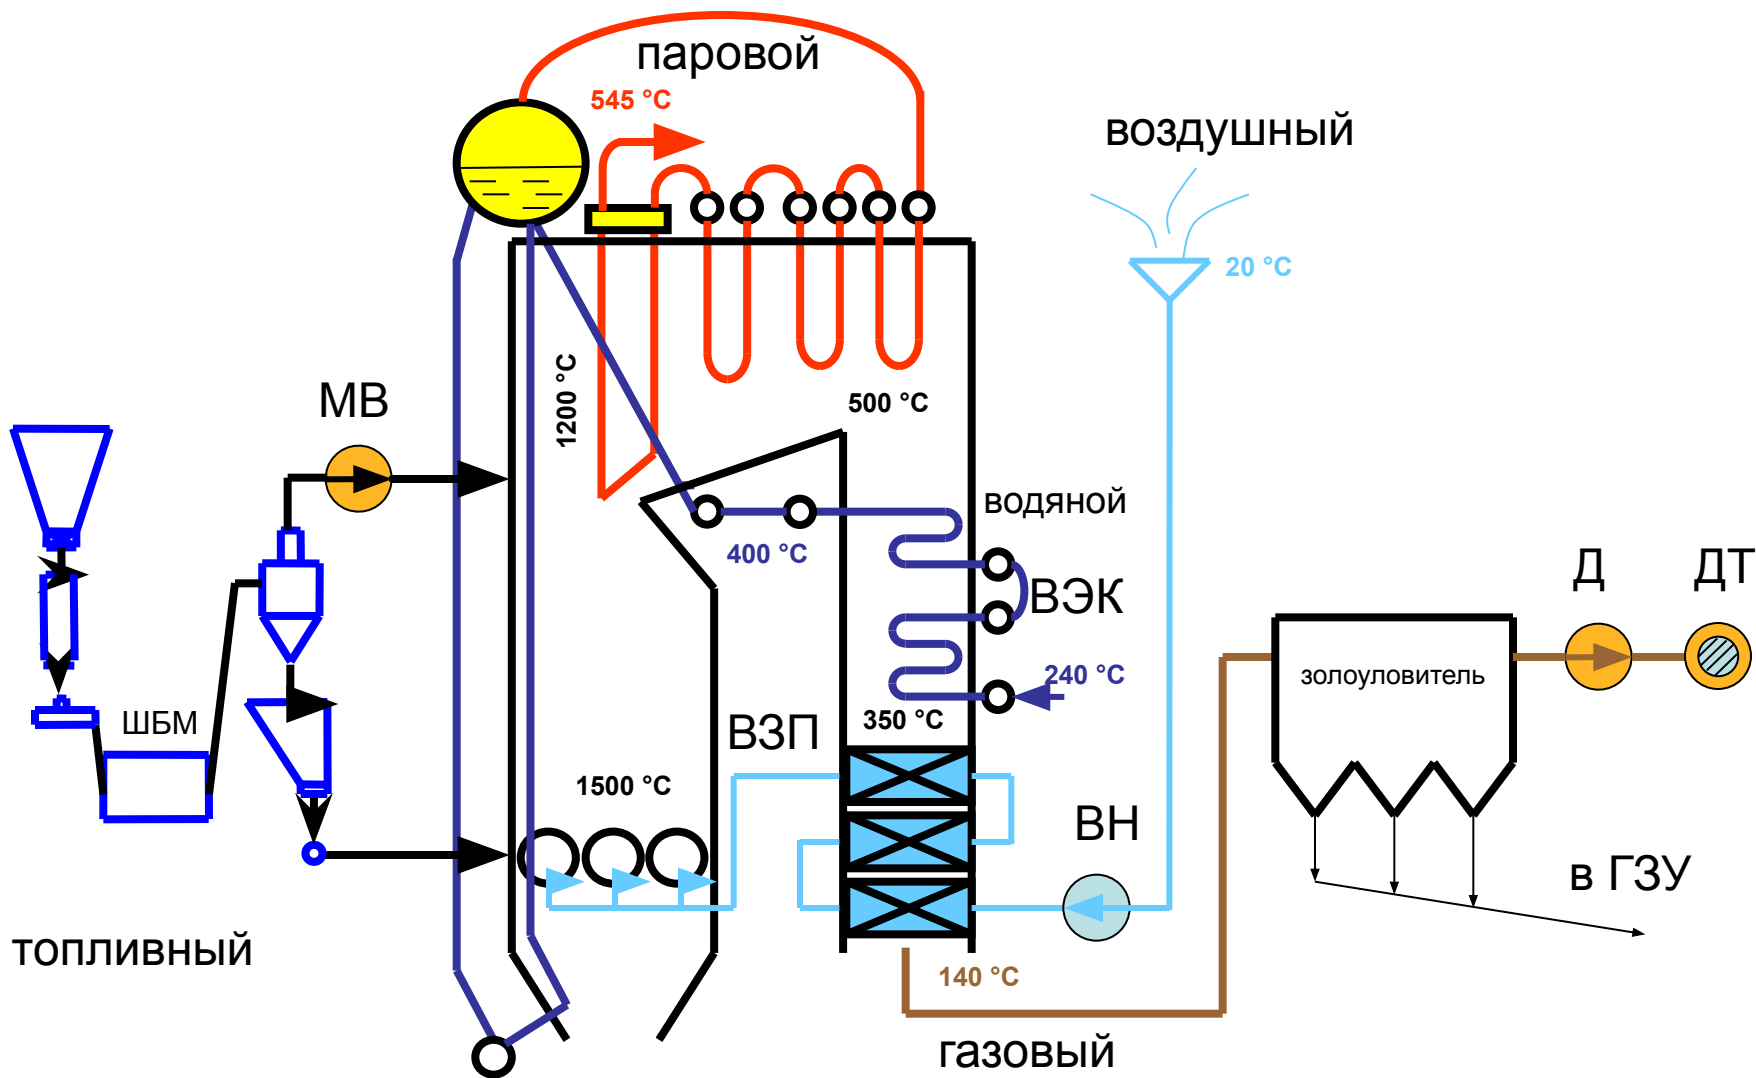 паровой
545 °C
воздушный
20 °C
1200 °C
МВ
500 °C
водяной
400 °C
ВЭК
Д
ДТ
240 °C
золоуловитель
ШБМ
ВЗП
350 °C
1500 °C
ВН
в ГЗУ
топливный
140 °C
газовый